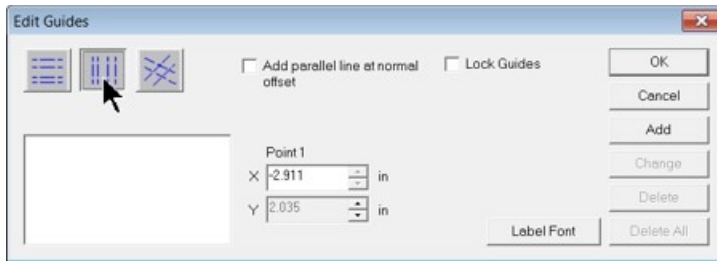 Edit Guides
Add parallel line at normal
offset
Lock Guides
OK
Cancel
Add
Change
Delete
Delete All
Point 1
X -2.911 in
Y 2.035 in
Label Font